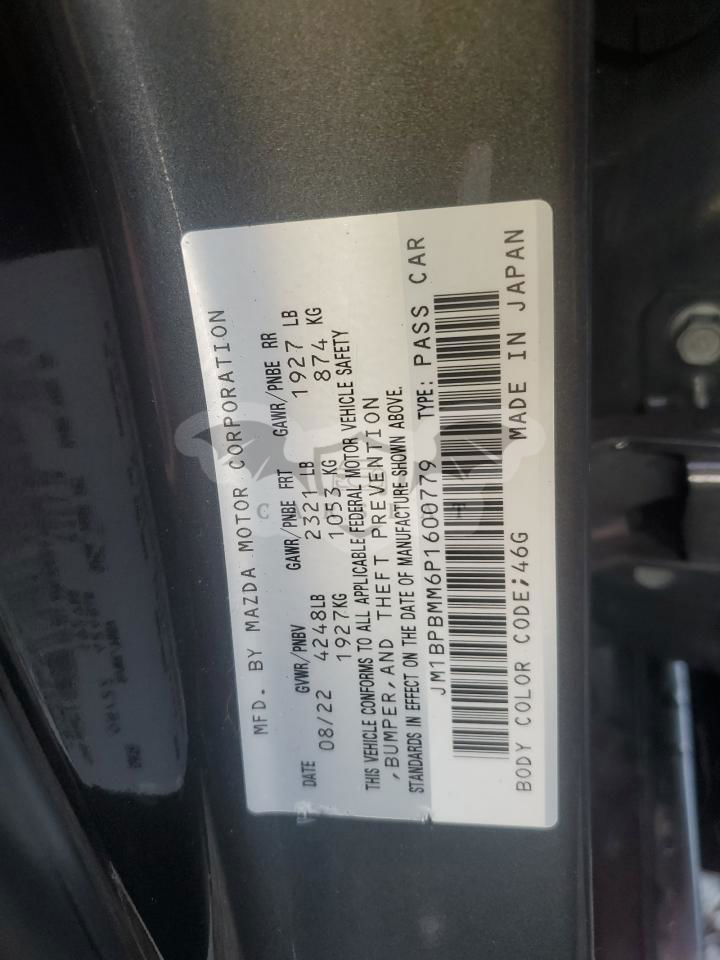 MFD. BY MAZDA MOTOR CORPORATION
DATE GVWR/PNBV GAWR/PNBE FRT GAWR/PNBE RR
08/22 4248LB 2321 LB 1927 LB
1927KG 1053 KG 874 KG
THIS VEHICLE CONFORMS TO ALL APPLICABLE FEDERAL MOTOR VEHICLE SAFETY
,BUMPER,AND THEFT PREVENTION
STANDARDS IN EFFECT ON THE DATE OF MANUFACTURE SHOWN ABOVE.
JM1BPBMM6P1600779 TYPE: PASS CAR
BODY COLOR CODE;46G MADE IN JAPAN